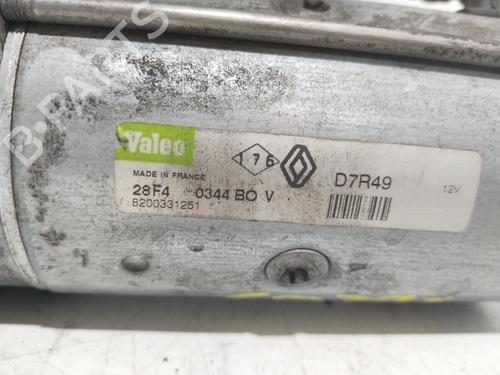 B-PARTS
Valeo
176
D7R49
12V
MADE IN FRANCE
28F4 0344 BO V
8200331251